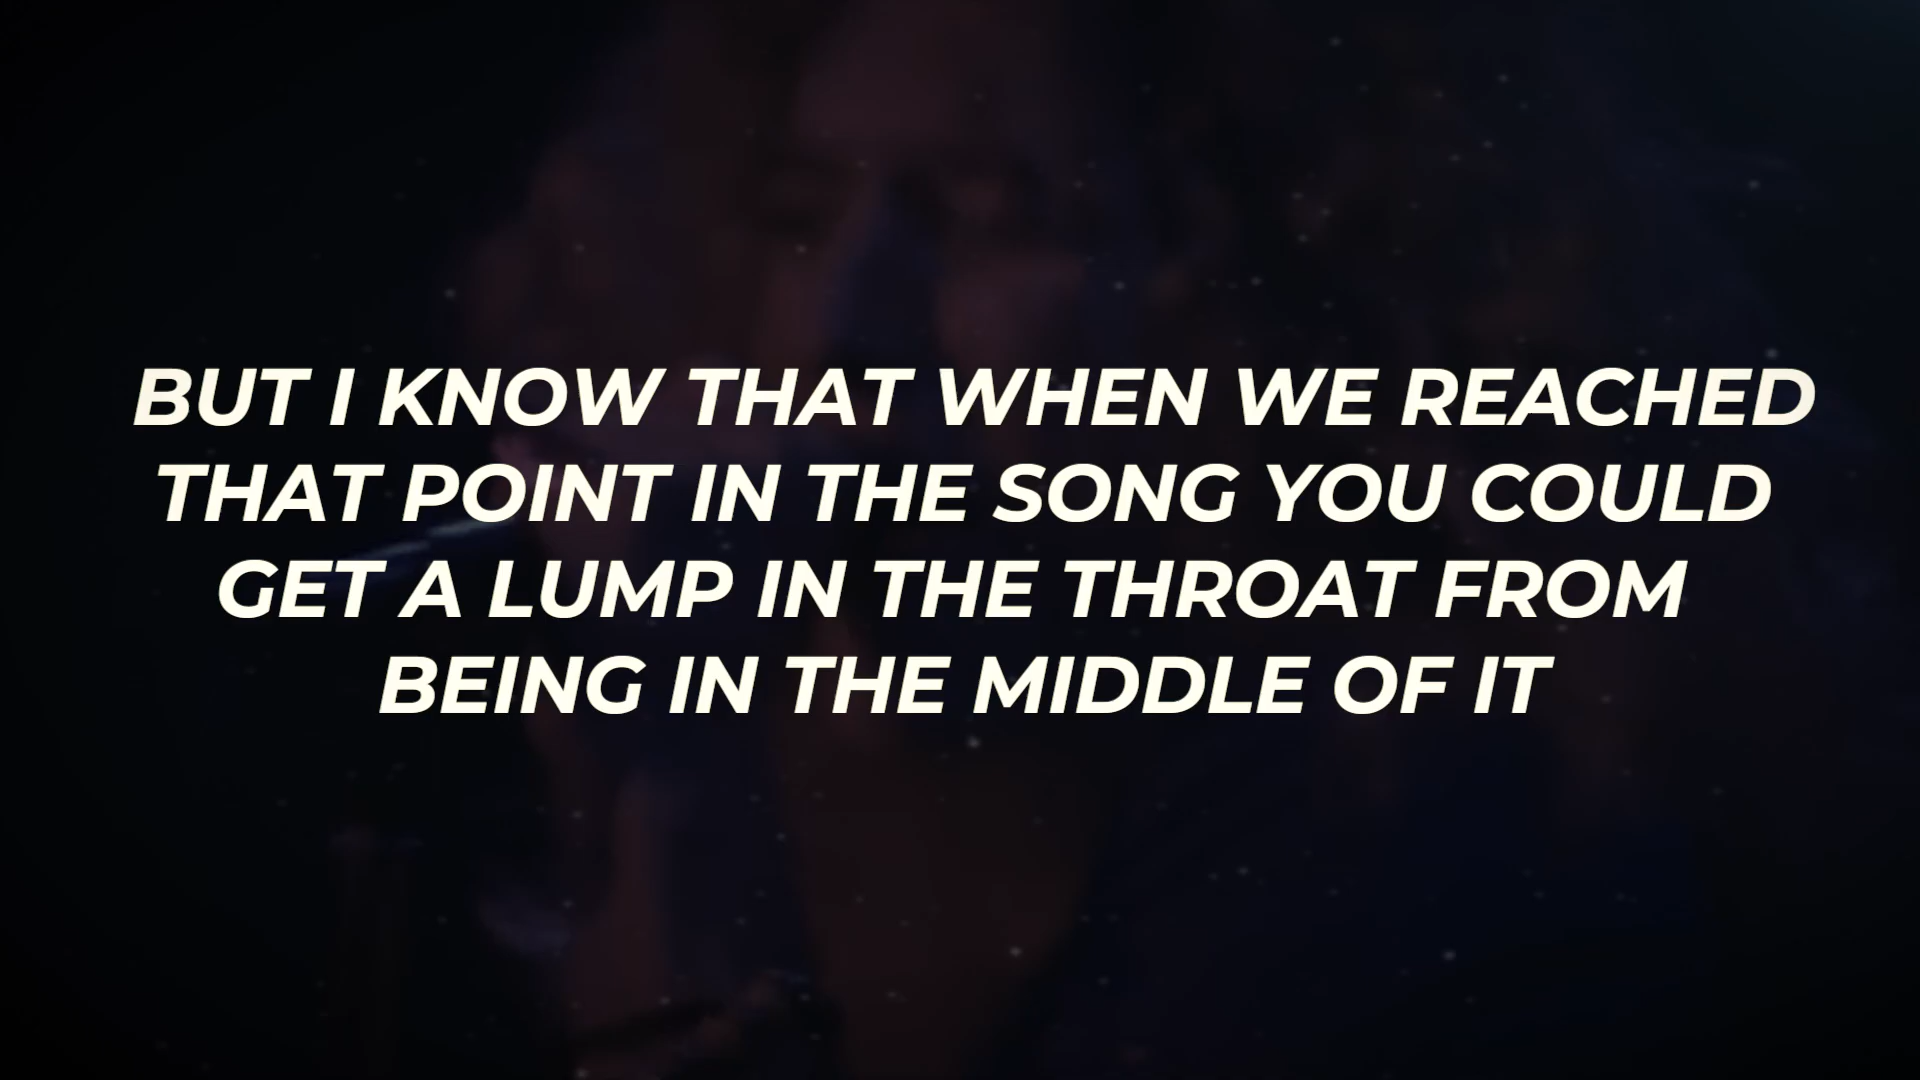 BUT I KNOW THAT WHEN WE REACHED
THAT POINT IN THE SONG YOU COULD
GET A LUMP IN THE THROAT FROM
BEING IN THE MIDDLE OF IT